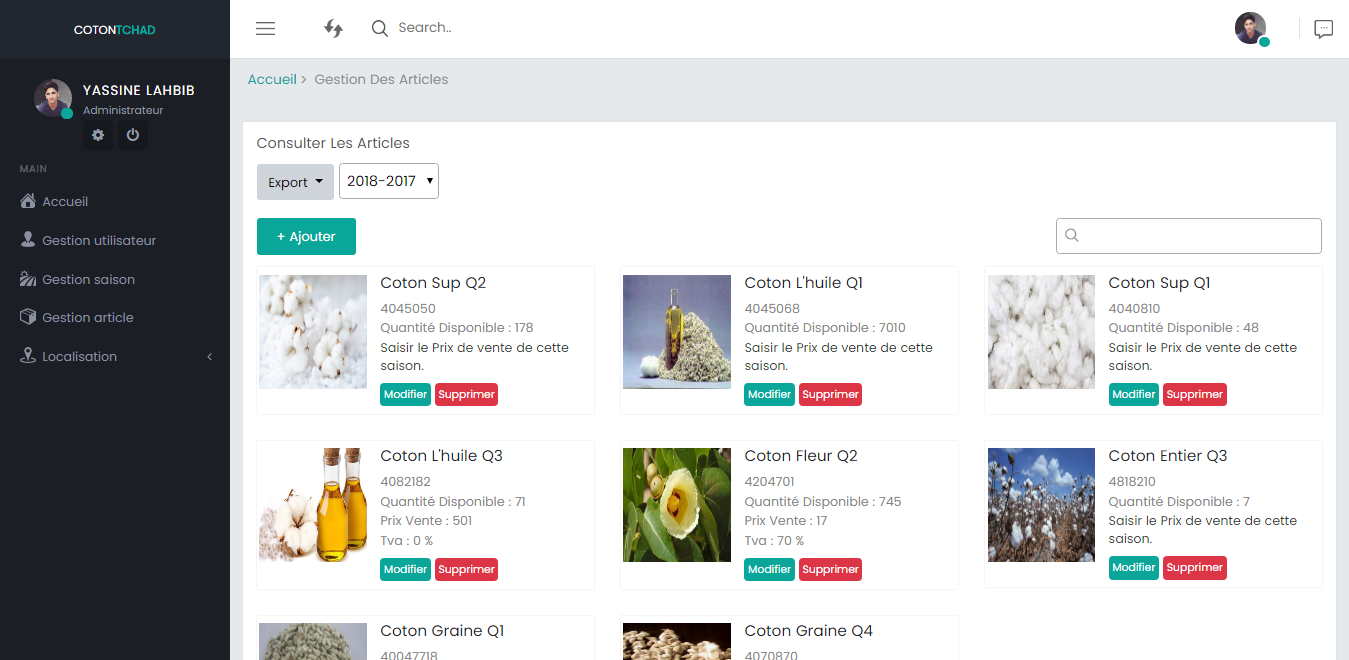 COTONTCHAD
Search..
YASSINE LAHBIB
Administrateur
MAIN
Accueil
Gestion utilisateur
Gestion saison
Gestion article
Localisation
Accueil > Gestion Des Articles
Consulter Les Articles
Export
2018-2017
+ Ajouter
Coton Sup Q2
4045050
Quantité Disponible : 178
Saisir le Prix de vente de cette
saison.
Modifier Supprimer
Coton L'huile Q1
4045068
Quantité Disponible : 7010
Saisir le Prix de vente de cette
saison.
Modifier Supprimer
Coton Sup Q1
4040810
Quantité Disponible : 48
Saisir le Prix de vente de cette
saison.
Modifier Supprimer
Coton L'huile Q3
4082182
Quantité Disponible : 71
Prix Vente : 501
Tva : 0 %
Modifier Supprimer
Coton Fleur Q2
4204701
Quantité Disponible : 745
Prix Vente : 17
Tva : 70 %
Modifier Supprimer
Coton Entier Q3
4818210
Quantité Disponible : 7
Saisir le Prix de vente de cette
saison.
Modifier Supprimer
Coton Graine Q1
40047718
Coton Graine Q4
4070870